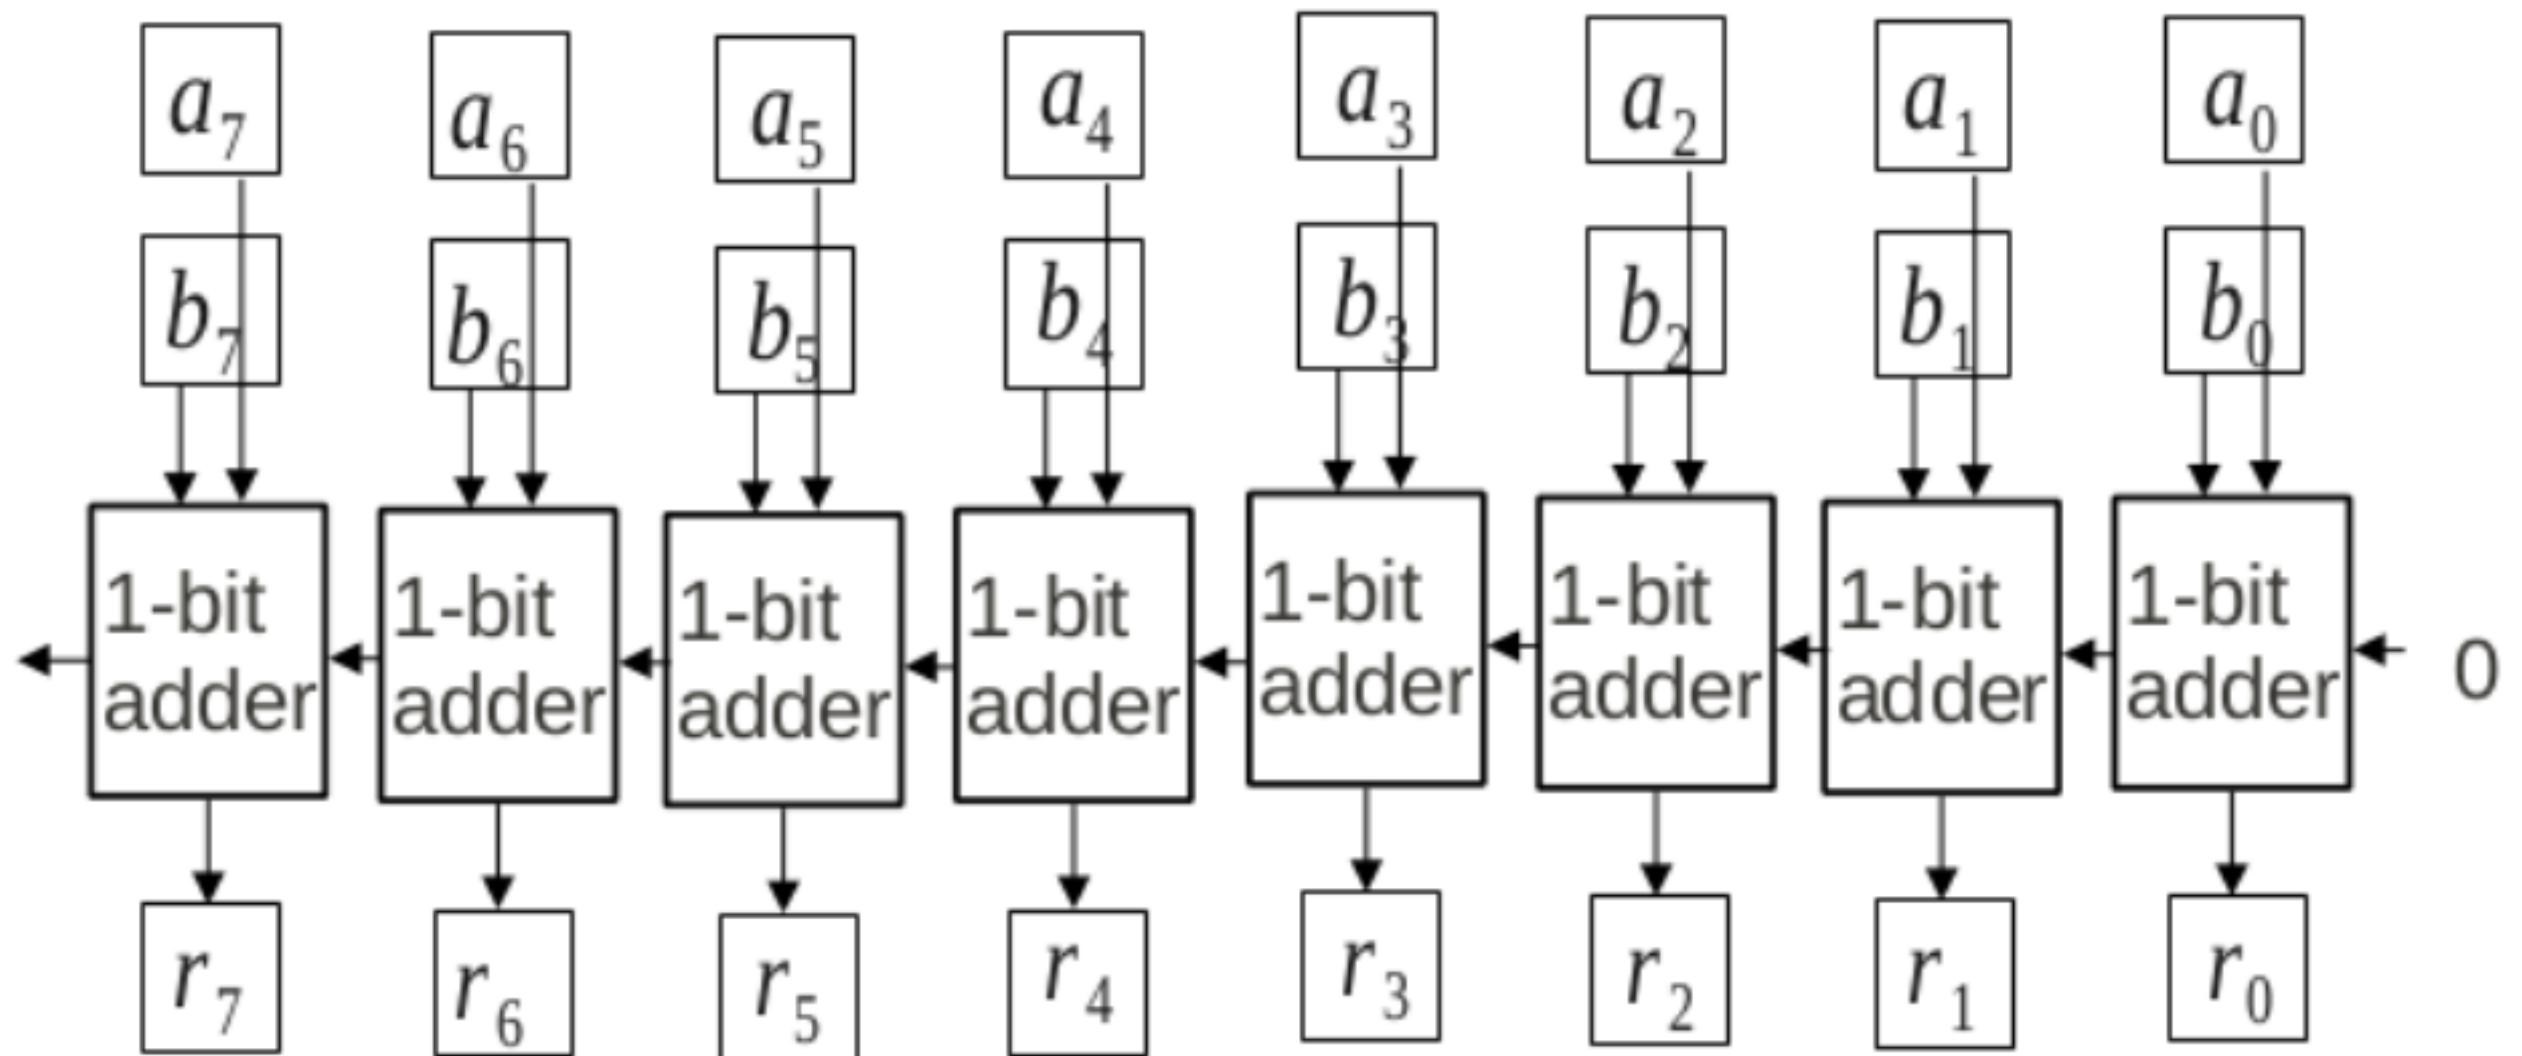 a7 a6 a5 a4 a3 a2 a1 a0
b7 b6 b5 b4 b3 b2 b1 b0
1-bit 1-bit 1-bit 1-bit 1-bit 1-bit 1-bit 1-bit
adder adder adder adder adder adder adder adder 0
r7 r6 r5 r4 r3 r2 r1 r0